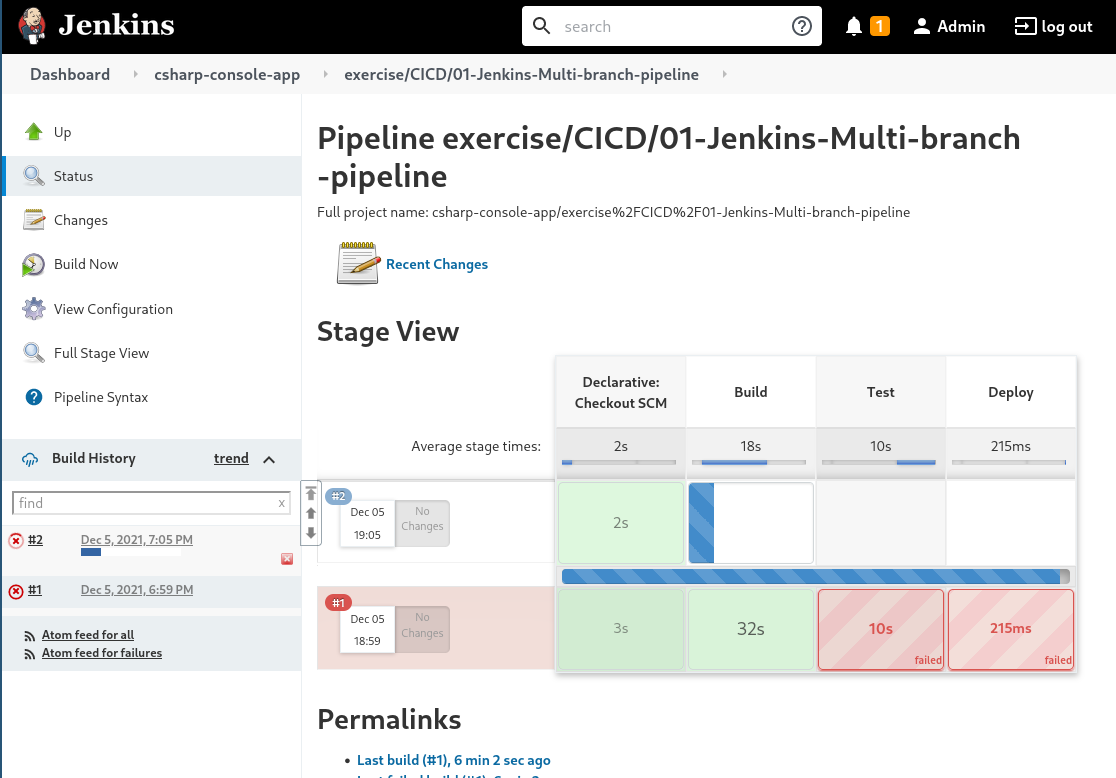 Jenkins
search
1
Admin
log out
Dashboard
csharp-console-app
exercise/CICD/01-Jenkins-Multi-branch-pipeline
Up
Status
Changes
Build Now
View Configuration
Full Stage View
Pipeline Syntax
Build History
trend
find
x
#2
Dec 5, 2021, 7:05 PM
#1
Dec 5, 2021, 6:59 PM
Atom feed for all
Atom feed for failures
Pipeline exercise/CICD/01-Jenkins-Multi-branch
-pipeline
Full project name: csharp-console-app/exercise%2FCICD%2F01-Jenkins-Multi-branch-pipeline
Recent Changes
Stage View
Declarative:
Checkout SCM
Build
Test
Deploy
Average stage times:
2s
18s
10s
215ms
#2
Dec 05
19:05
No
Changes
2s
#1
Dec 05
18:59
No
Changes
3s
32s
10s
failed
215ms
failed
Permalinks
Last build (#1), 6 min 2 sec ago